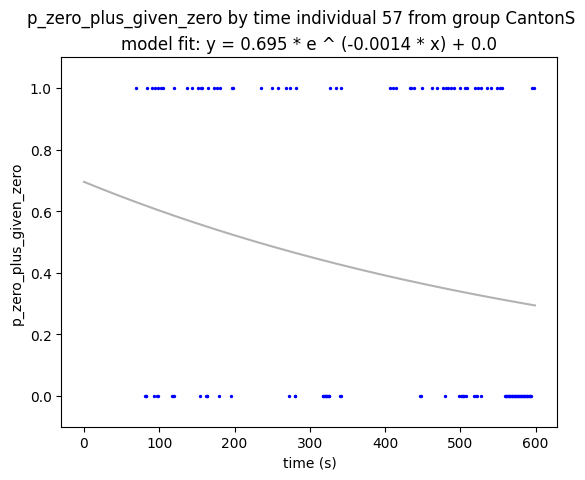 p_zero_plus_given_zero by time individual 57 from group CantonS
model fit: y = 0.695 * e ^ (-0.0014 * x) + 0.0
1.0
0.8
0.6
0.4
0.2
0.0
p_zero_plus_given_zero
0 100 200 300 400 500 600
time (s)